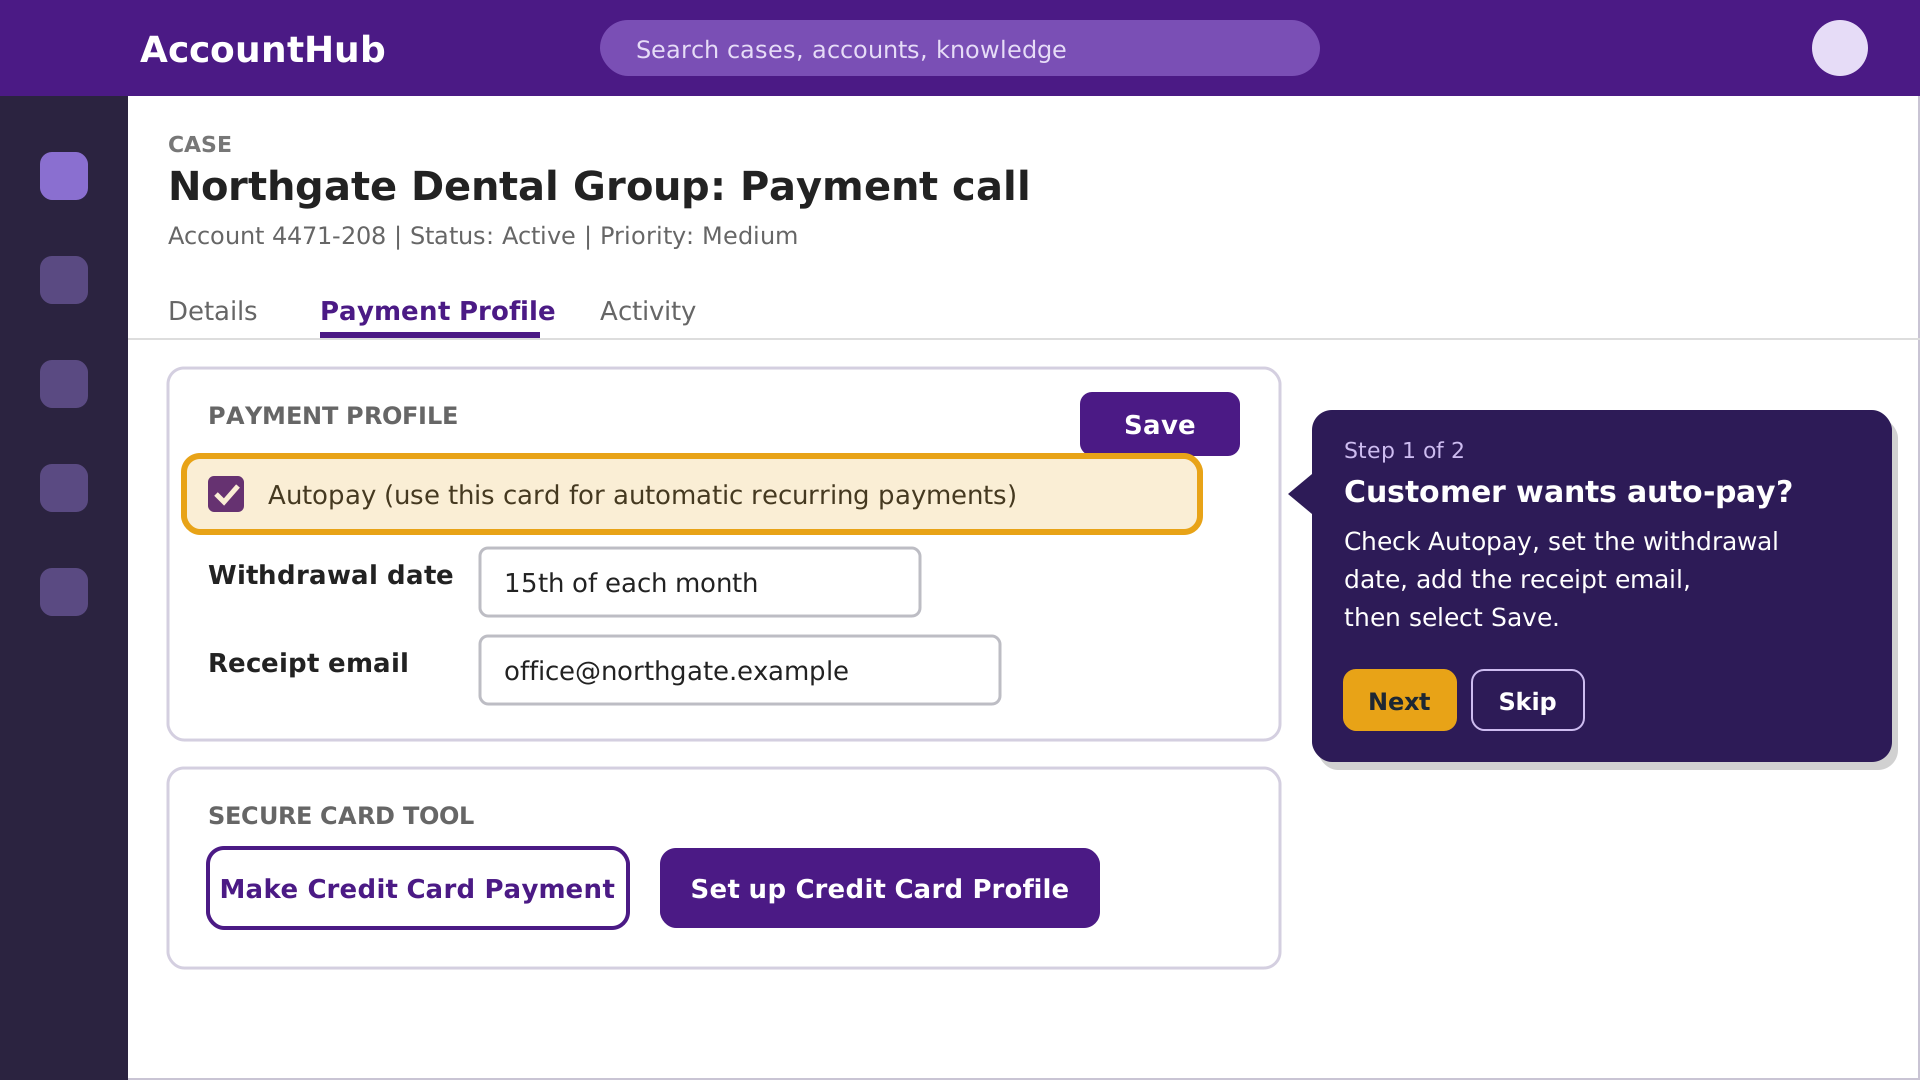 AccountHub
Search cases, accounts, knowledge
CASE
Northgate Dental Group: Payment call
Account 4471-208 | Status: Active | Priority: Medium
Details
Payment Profile
Activity
PAYMENT PROFILE
Save
Autopay (use this card for automatic recurring payments)
Withdrawal date
15th of each month
Receipt email
office@northgate.example
Step 1 of 2
Customer wants auto-pay?
Check Autopay, set the withdrawal
date, add the receipt email,
then select Save.
Next
Skip
SECURE CARD TOOL
Make Credit Card Payment
Set up Credit Card Profile